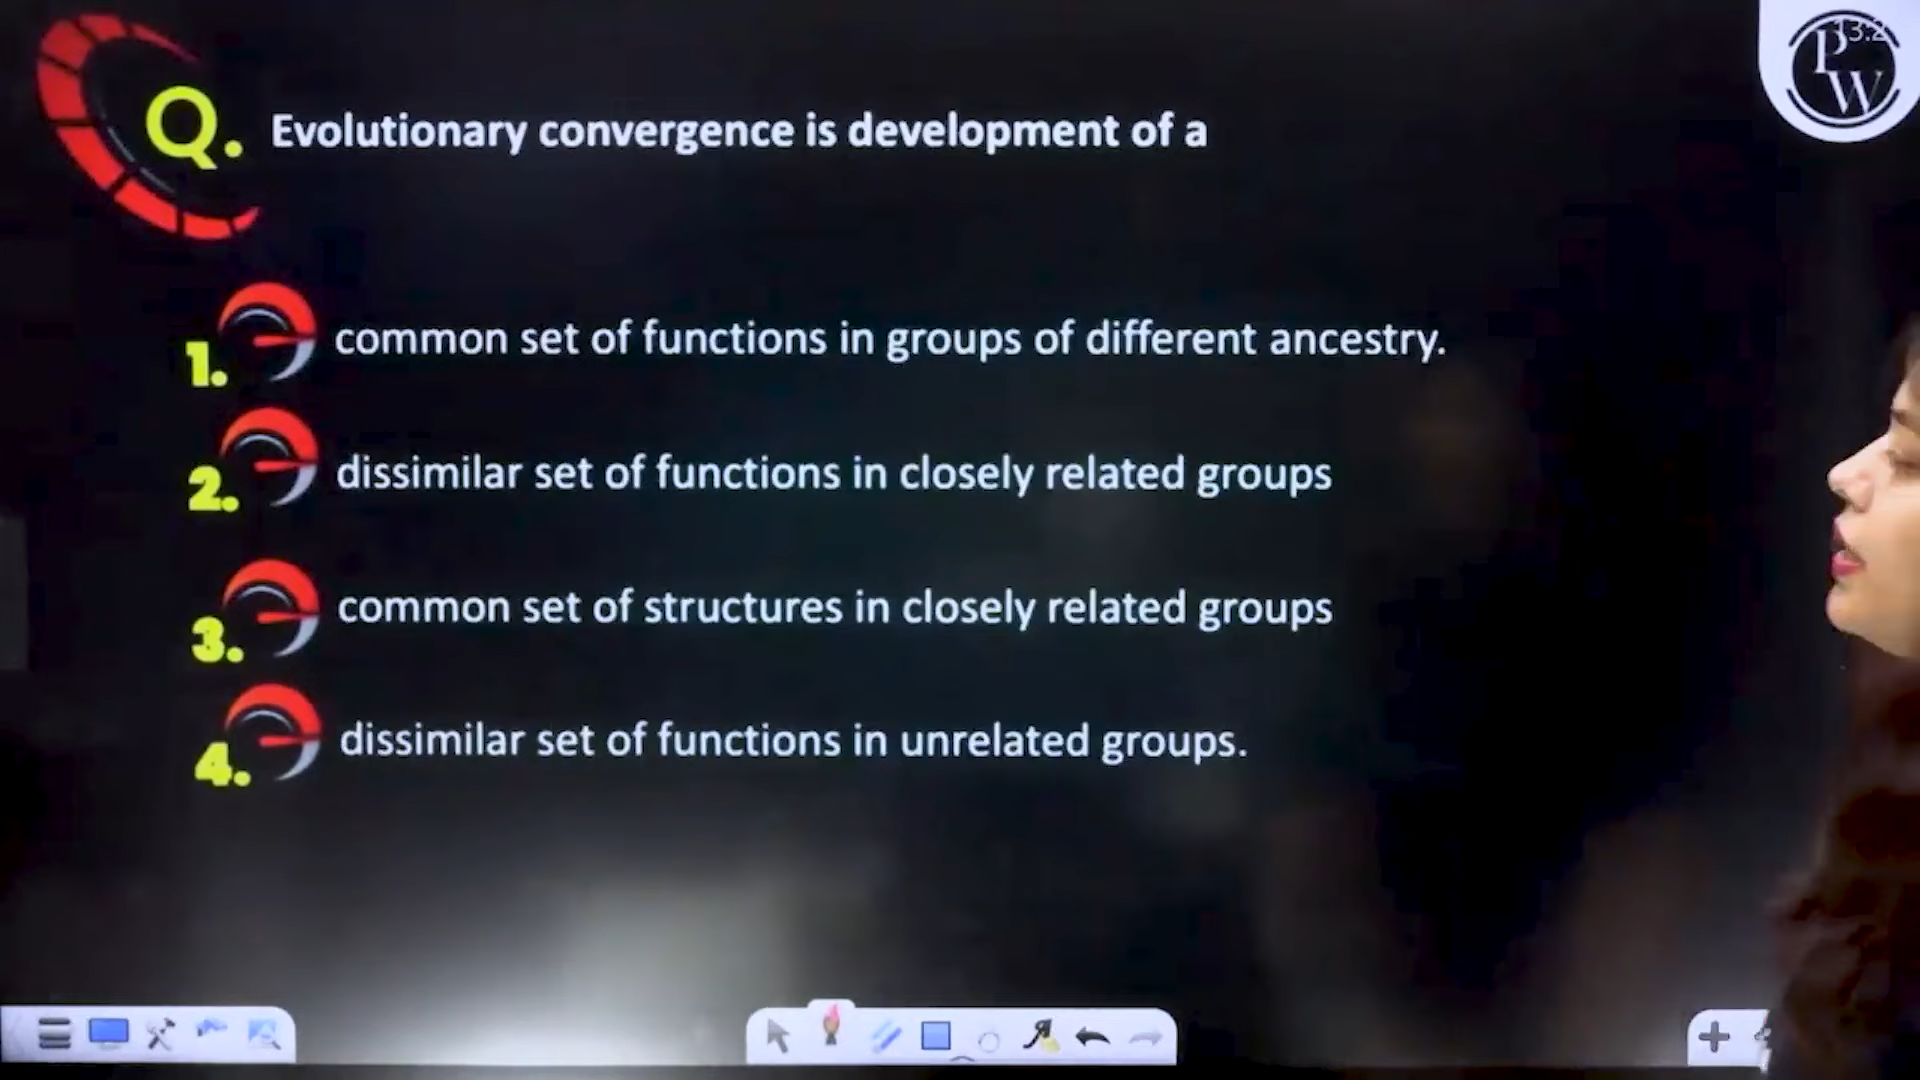 Q. Evolutionary convergence is development of a
1. common set of functions in groups of different ancestry.
2. dissimilar set of functions in closely related groups
3. common set of structures in closely related groups
4. dissimilar set of functions in unrelated groups.
PW